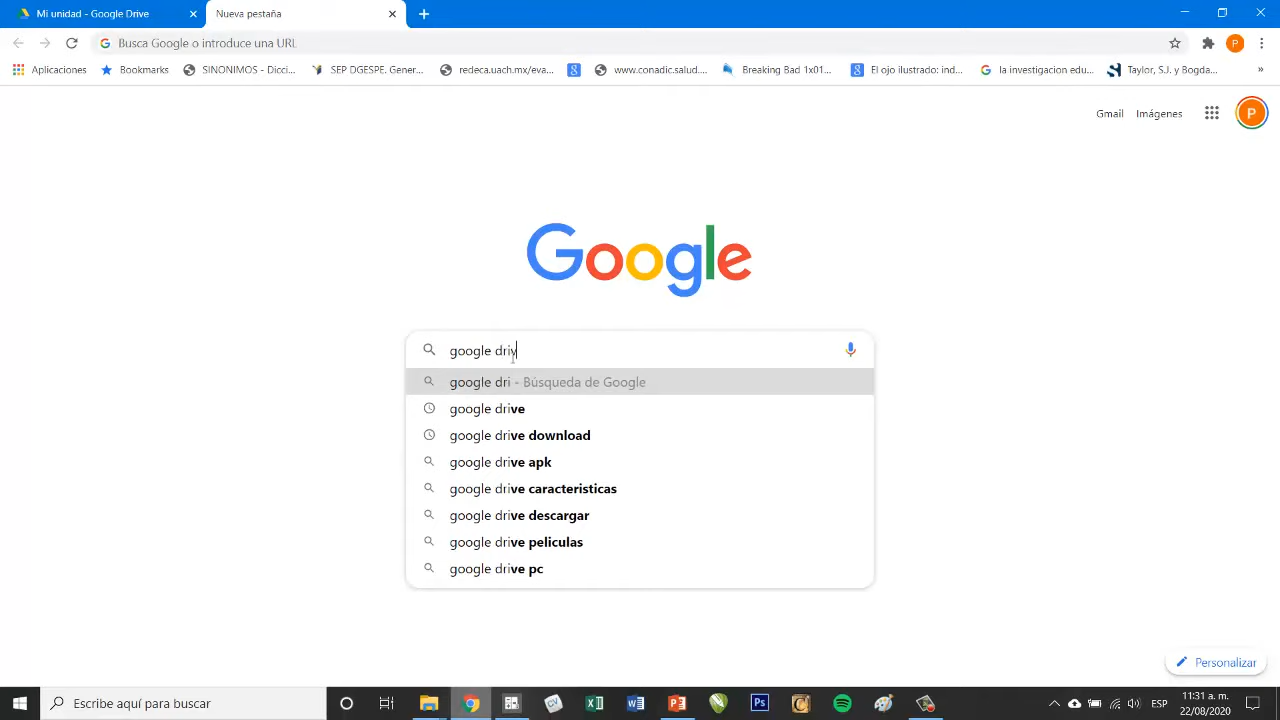 Mi unidad - Google Drive
Nueva pestaña
Busca Google o introduce una URL
Aplicaciones
Bookmarks
SINONIMOS - Dicci...
SEP DGESPE. Gener...
redeca.uach.mx/eva...
www.conadic.salud....
Breaking Bad 1x01...
El ojo ilustrado: ind...
la investigacion edu...
Taylor, S.J. y Bogda...
»
Gmail
Imágenes
P
Google
google driv
google dri - Búsqueda de Google
google drive
google drive download
google drive apk
google drive caracteristicas
google drive descargar
google drive peliculas
google drive pc
Personalizar
Escribe aquí para buscar
ESP
11:31 a. m.
22/08/2020